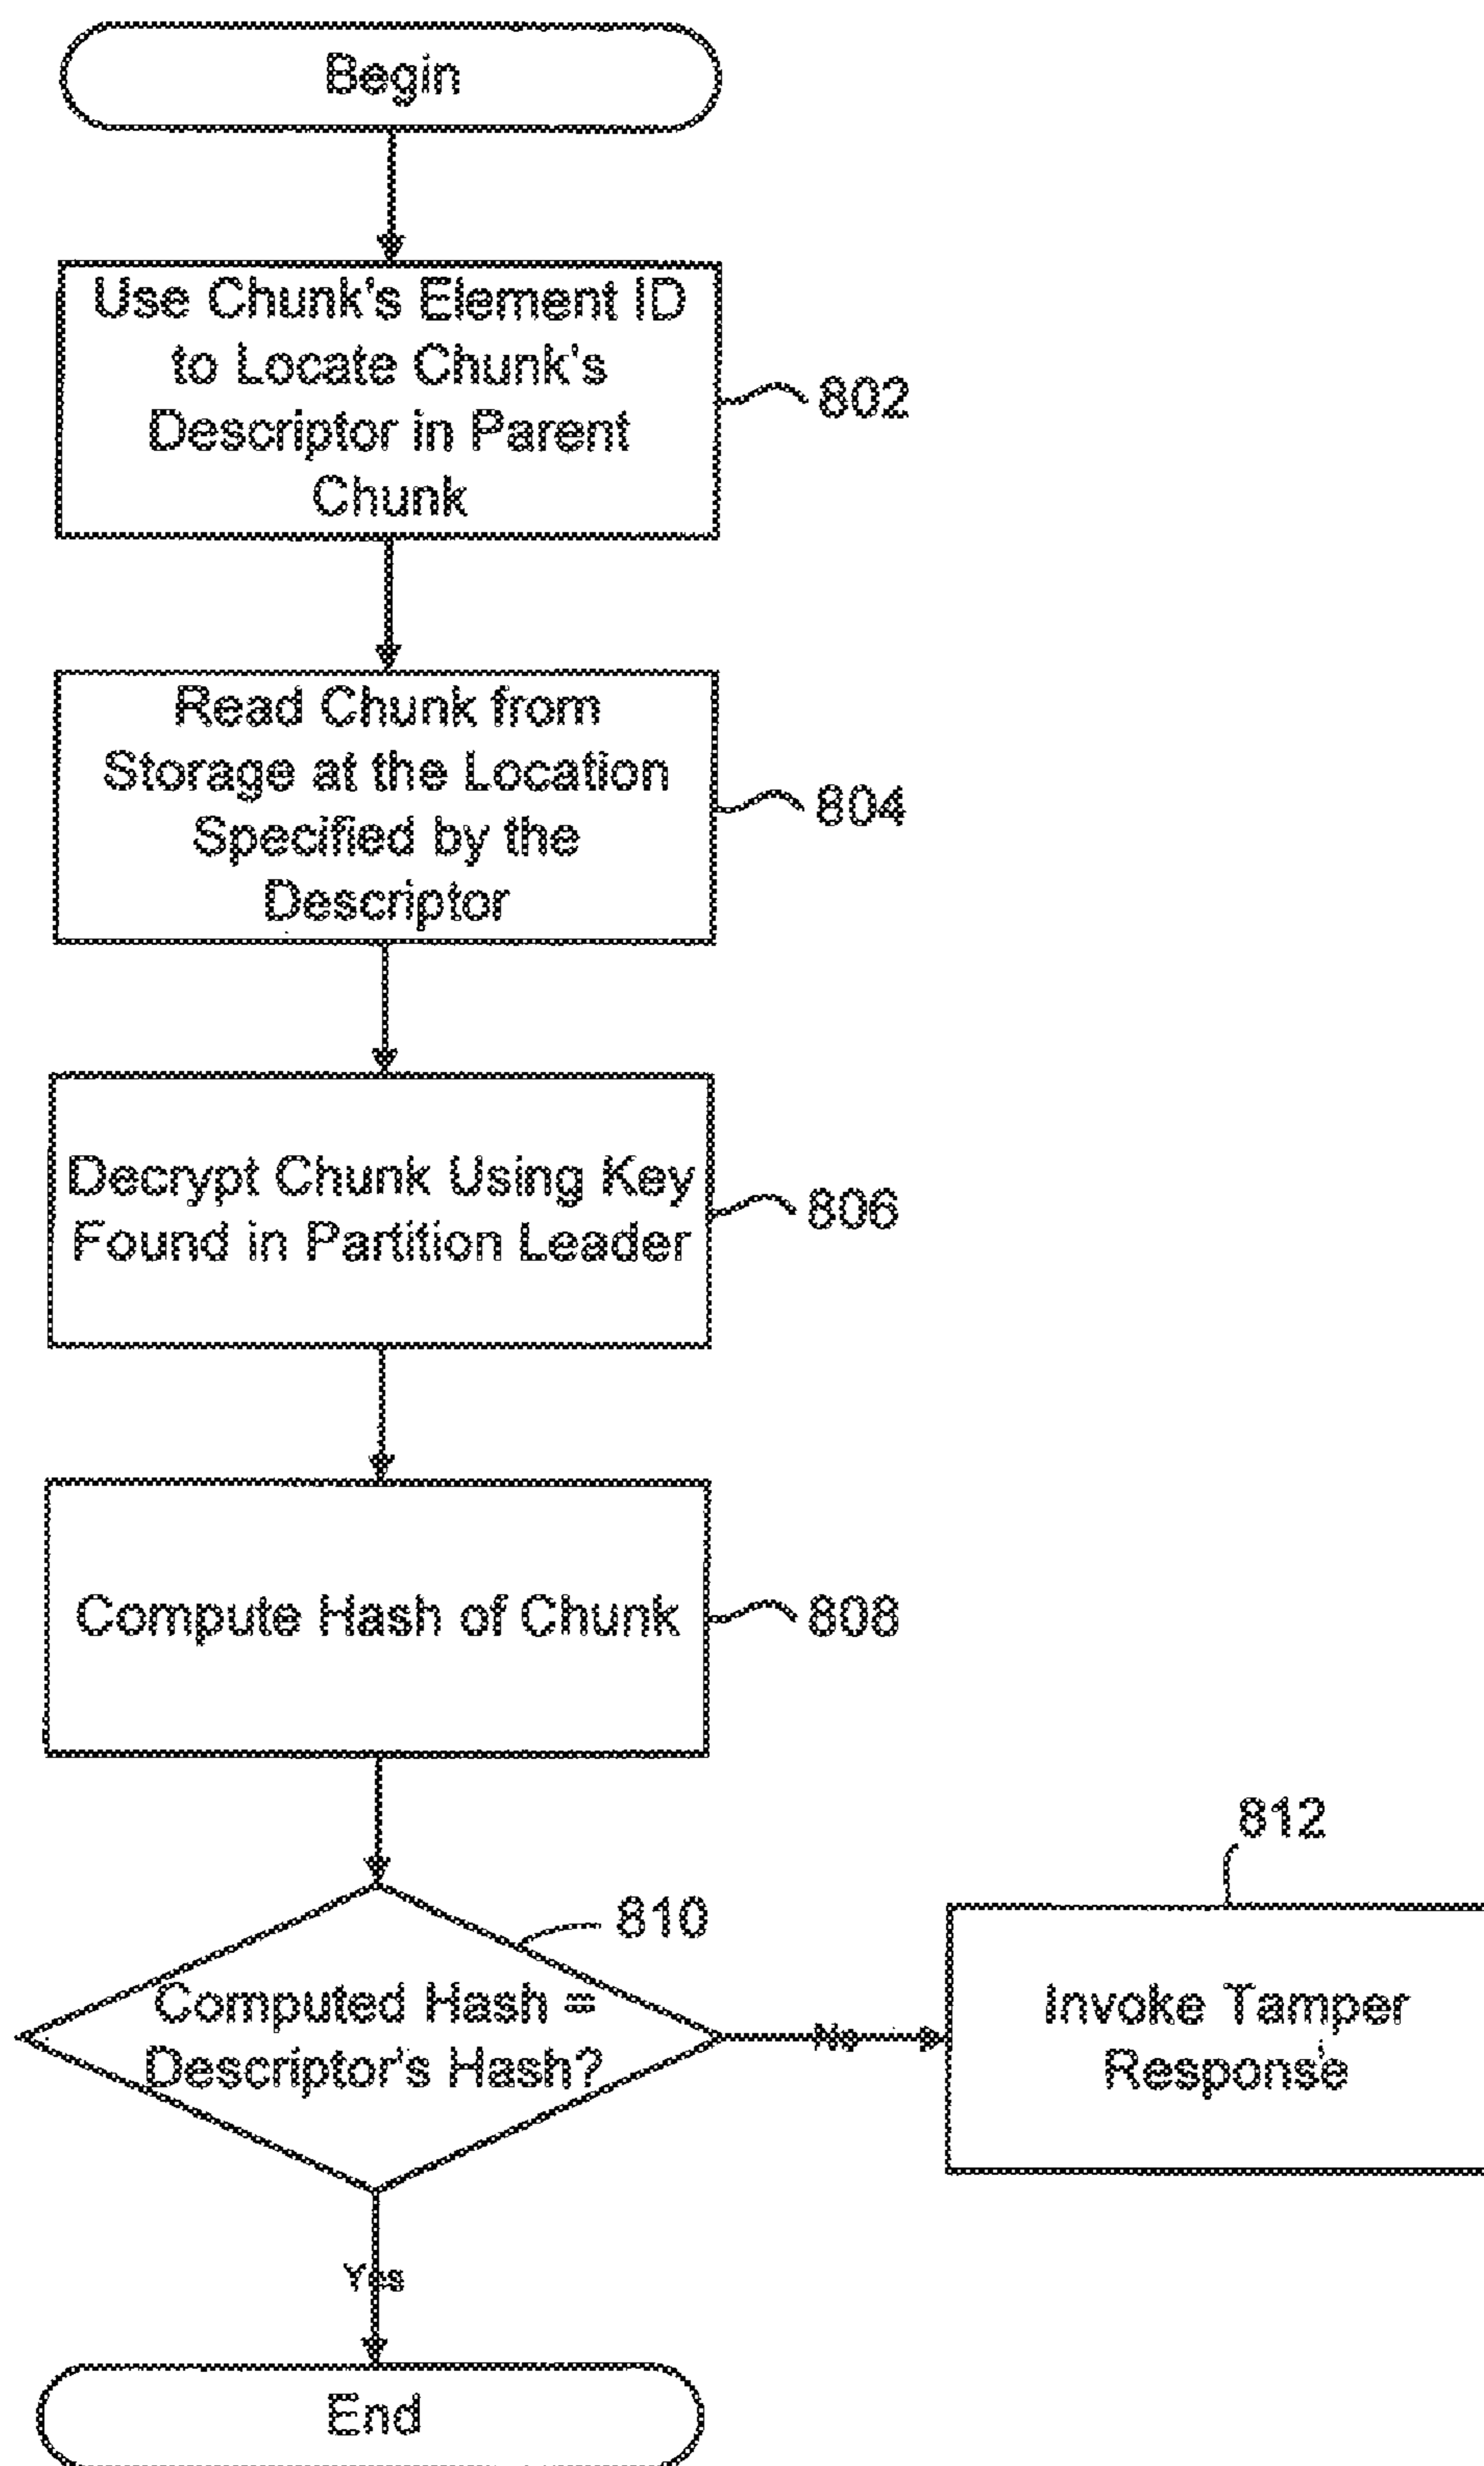 Begin
Use Chunk's Element ID
to Locate Chunk's
Descriptor in Parent
Chunk
802
Read Chunk from
Storage at the Location
Specified by the
Descriptor
804
Decrypt Chunk Using Key
Found in Partition Leader
806
Compute Hash of Chunk
808
810
Computed Hash =
Descriptor's Hash?
No
812
Invoke Tamper
Response
Yes
End